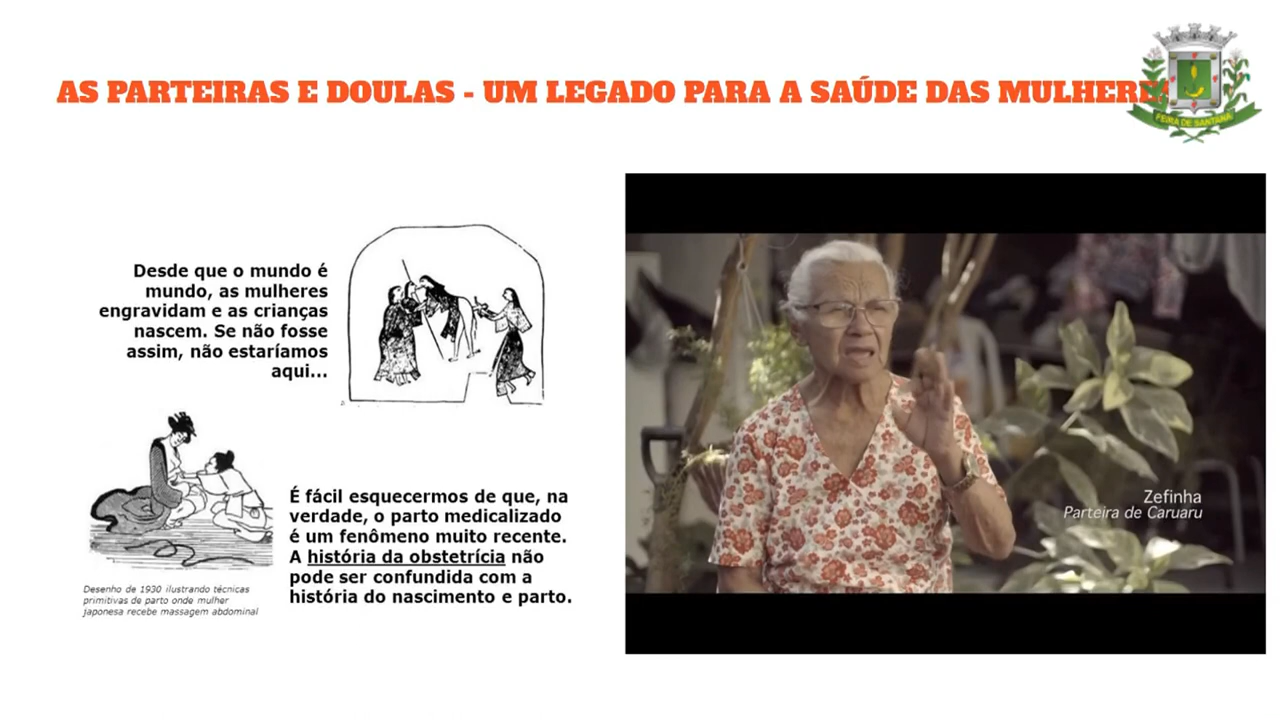 AS PARTEIRAS E DOULAS - UM LEGADO PARA A SAÚDE DAS MULHERES
FEIRA DE SANTANA
Desde que o mundo é
mundo, as mulheres
engravidam e as crianças
nascem. Se não fosse
assim, não estaríamos
aqui...
É fácil esquecermos de que, na
verdade, o parto medicalizado
é um fenômeno muito recente.
A história da obstetrícia não
pode ser confundida com a
história do nascimento e parto.
Desenho de 1930 ilustrando técnicas
primitivas de parto onde mulher
japonesa recebe massagem abdominal
Zefinha
Parteira de Caruaru